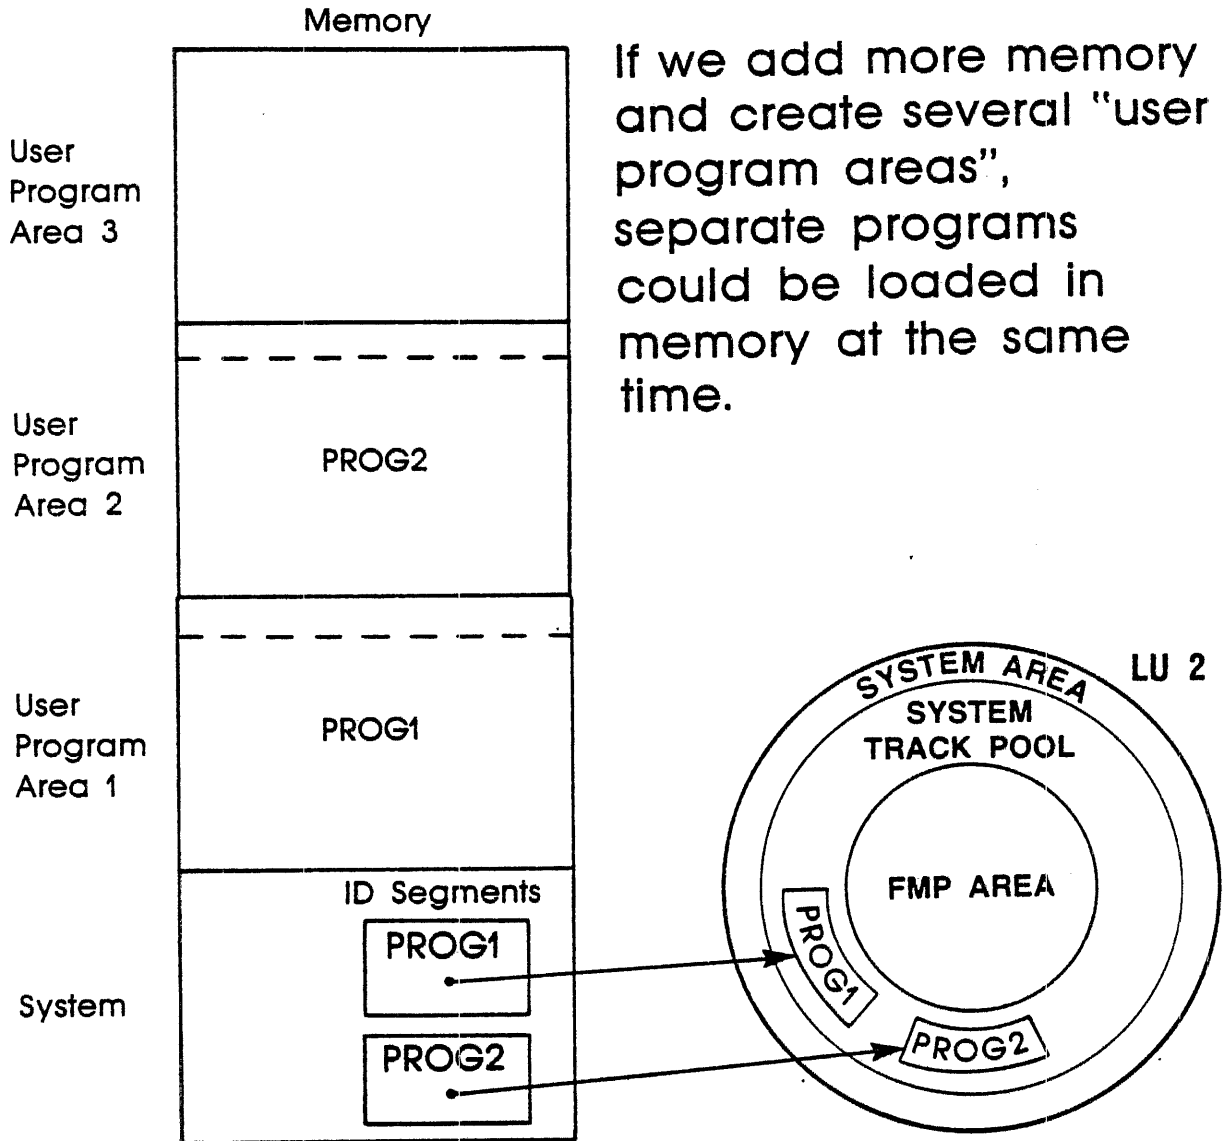 Memory
If we add more memory
and create several "user
program areas",
separate programs
could be loaded in
memory at the same
time.
User
Program
Area 3
User
Program
Area 2
PROG2
User
Program
Area 1
PROG1
SYSTEM AREA
LU 2
SYSTEM
TRACK POOL
FMP AREA
PROG1
PROG2
System
ID Segments
PROG1
PROG2